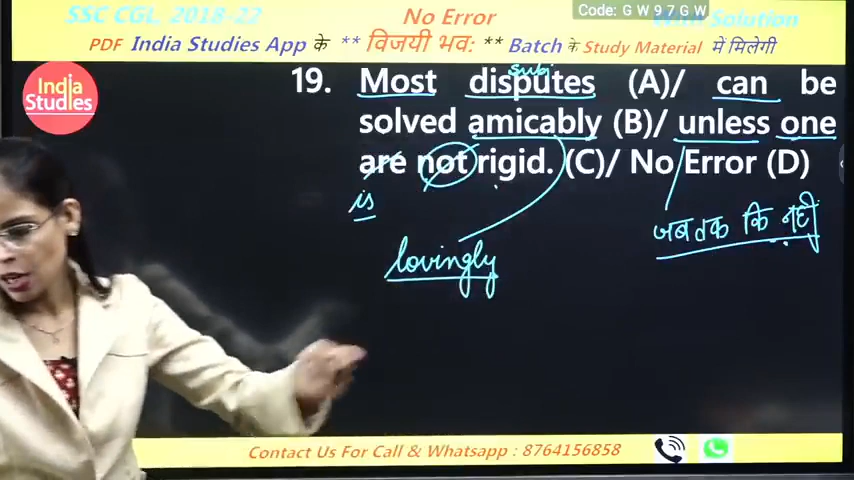 SSC CGL 2018-22 No Error Code: G W 9 7 G W With Solution
PDF India Studies App के ** विजयी भव: ** Batch के Study Material में मिलेगी
India
Studies
subj
19. Most disputes (A)/ can be
solved amicably (B)/ unless one
are not rigid. (C)/ No Error (D)
is
जब तक कि नहीं
lovingly
Contact Us For Call & Whatsapp : 8764156858